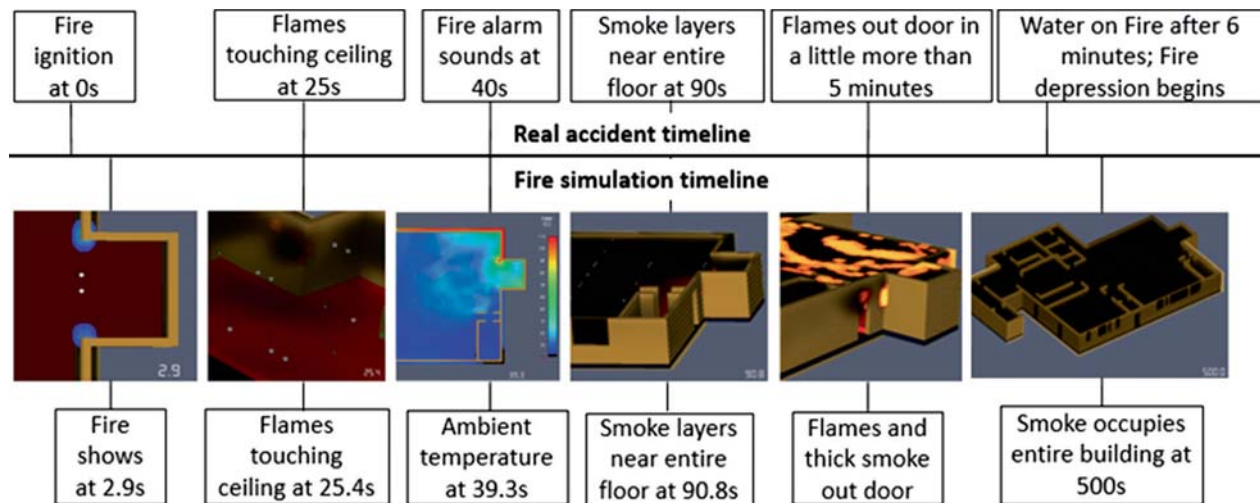 Fire
ignition
at 0s
Flames
touching ceiling
at 25s
Fire alarm
sounds at
40s
Smoke layers
near entire
floor at 90s
Flames out door in
a little more than
5 minutes
Water on Fire after 6
minutes; Fire
depression begins
Real accident timeline
Fire simulation timeline
2.9
25.4
90.8
500.0
Fire
shows
at 2.9s
Flames
touching
ceiling at 25.4s
Ambient
temperature
at 39.3s
Smoke layers
near entire
floor at 90.8s
Flames and
thick smoke
out door
Smoke occupies
entire building at
500s